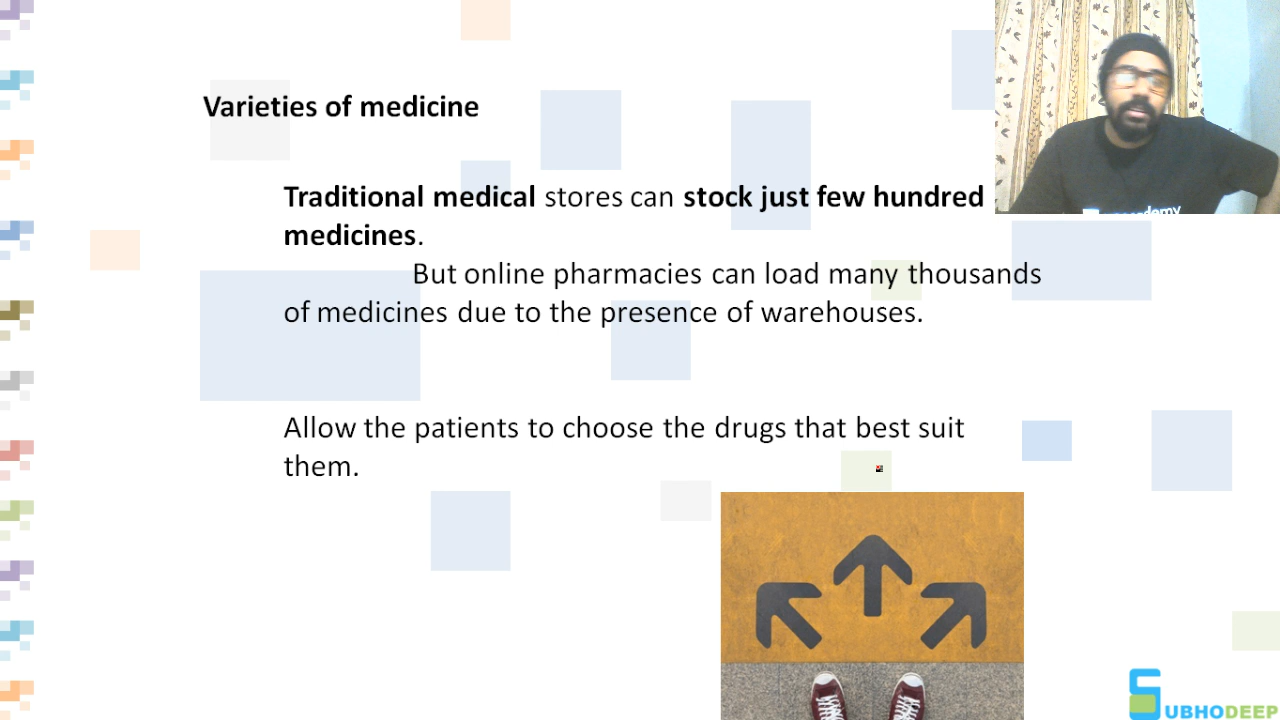 Varieties of medicine
Traditional medical stores can stock just few hundred
medicines.
But online pharmacies can load many thousands
of medicines due to the presence of warehouses.
Allow the patients to choose the drugs that best suit
them.
SUBHODEEP